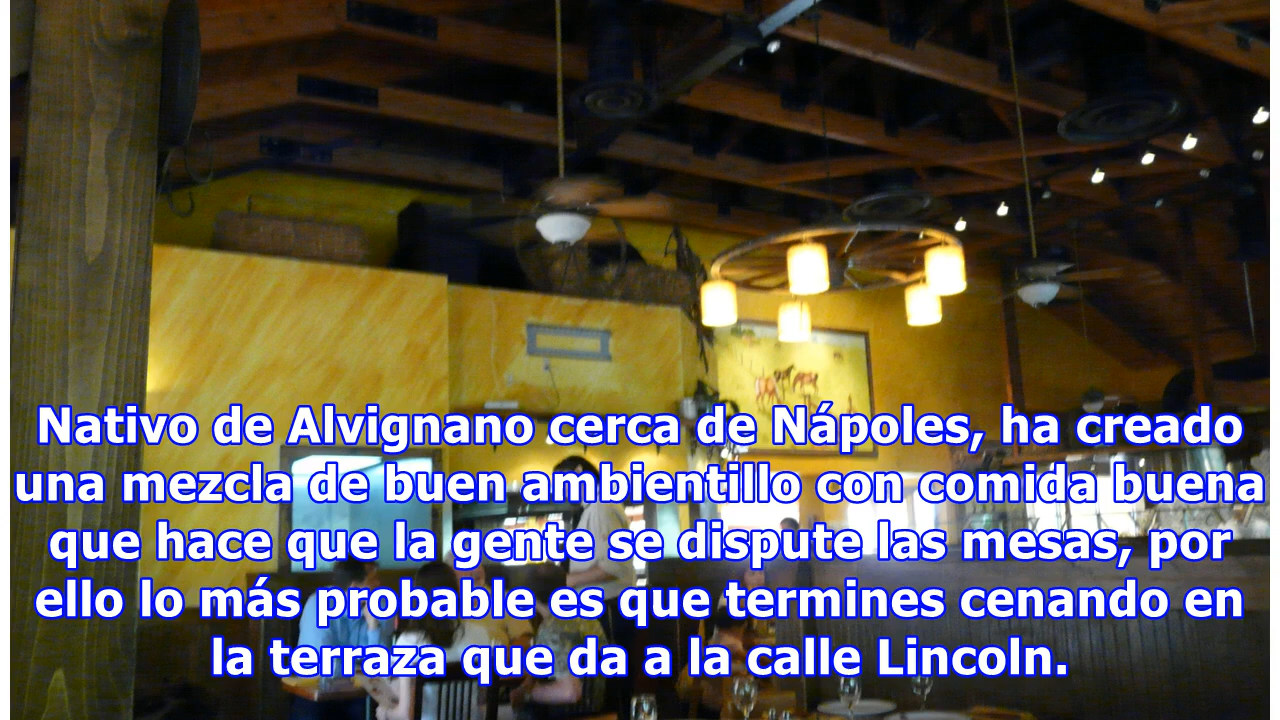 Nativo de Alvignano cerca de Nápoles, ha creado
una mezcla de buen ambientillo con comida buena
que hace que la gente se dispute las mesas, por
ello lo más probable es que termines cenando en
la terraza que da a la calle Lincoln.